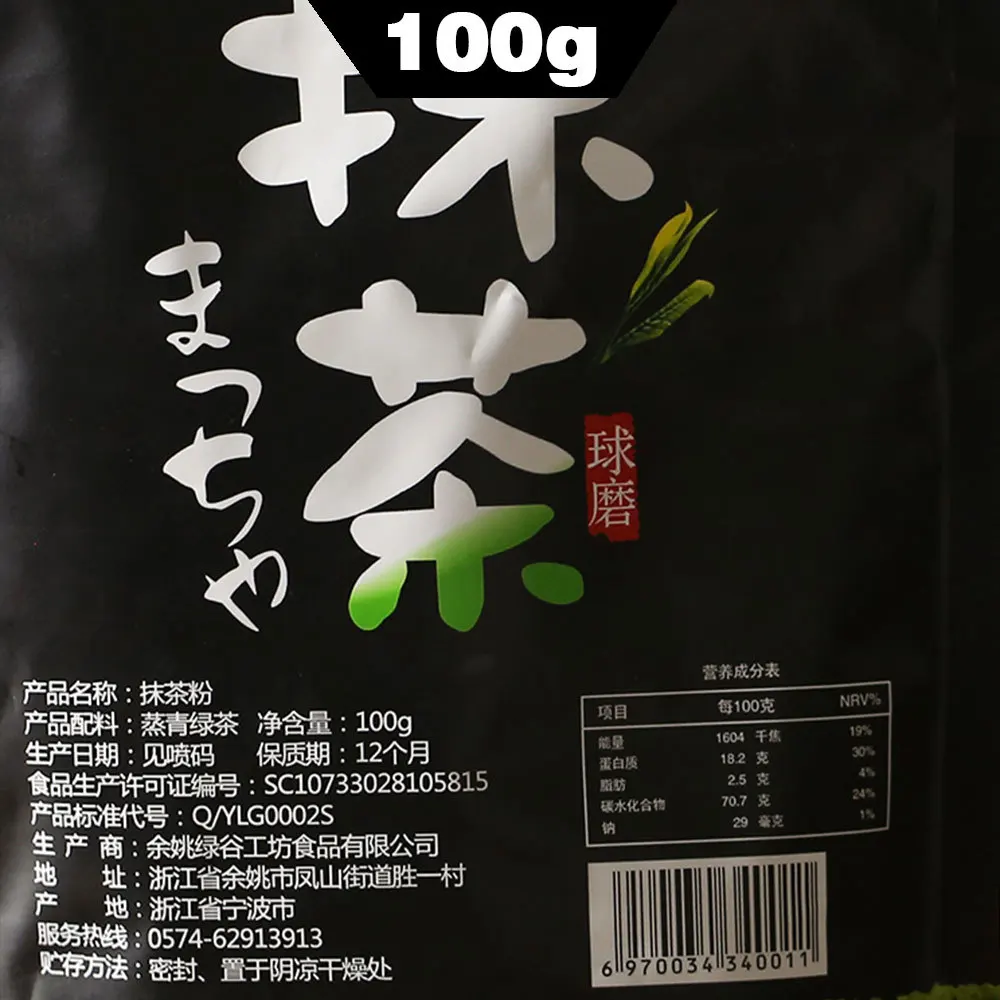 100g
抹
茶
まっちゃ
球磨
产品名称：抹茶粉
产品配料：蒸青绿茶 净含量：100g
生产日期：见喷码 保质期：12个月
食品生产许可证编号：SC10733028105815
产品标准代号：Q/YLG0002S
生产商：余姚绿谷工坊食品有限公司
地址：浙江省余姚市凤山街道胜一村
产地：浙江省宁波市
服务热线：0574-62913913
贮存方法：密封、置于阴凉干燥处
营养成分表
项目 每100克 NRV%
能量 1604 千焦 19%
蛋白质 18.2 克 30%
脂肪 2.5 克 4%
碳水化合物 70.7 克 24%
钠 29 毫克 1%
6 970034 340011